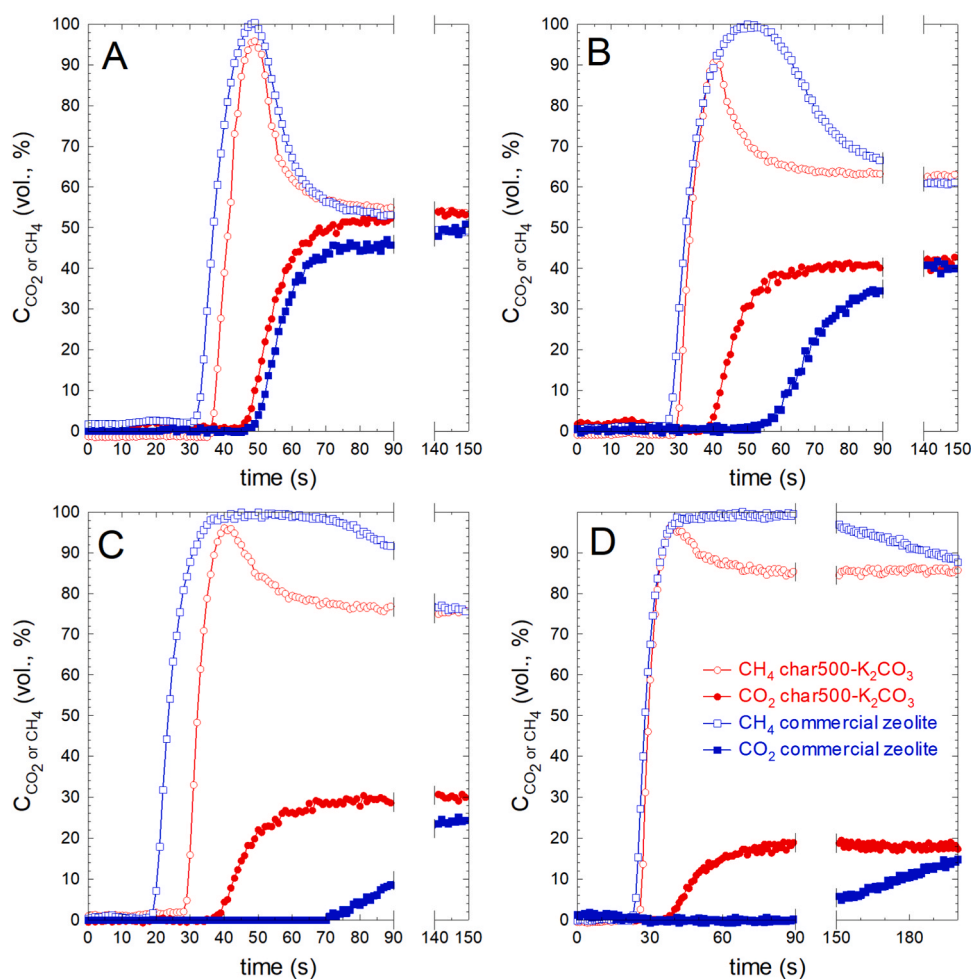 A
B
C_CO2 or CH4 (vol., %)
C_CO2 or CH4 (vol., %)
100
90
80
70
60
50
40
30
20
10
0
100
90
80
70
60
50
40
30
20
10
0
0 10 20 30 40 50 60 70 80 90 140 150
0 10 20 30 40 50 60 70 80 90 140 150
time (s)
time (s)
C
D
C_CO2 or CH4 (vol., %)
C_CO2 or CH4 (vol., %)
100
90
80
70
60
50
40
30
20
10
0
100
90
80
70
60
50
40
30
20
10
0
CH4 char500-K2CO3
CO2 char500-K2CO3
CH4 commercial zeolite
CO2 commercial zeolite
0 10 20 30 40 50 60 70 80 90 140 150
0 30 60 90 150 180
time (s)
time (s)